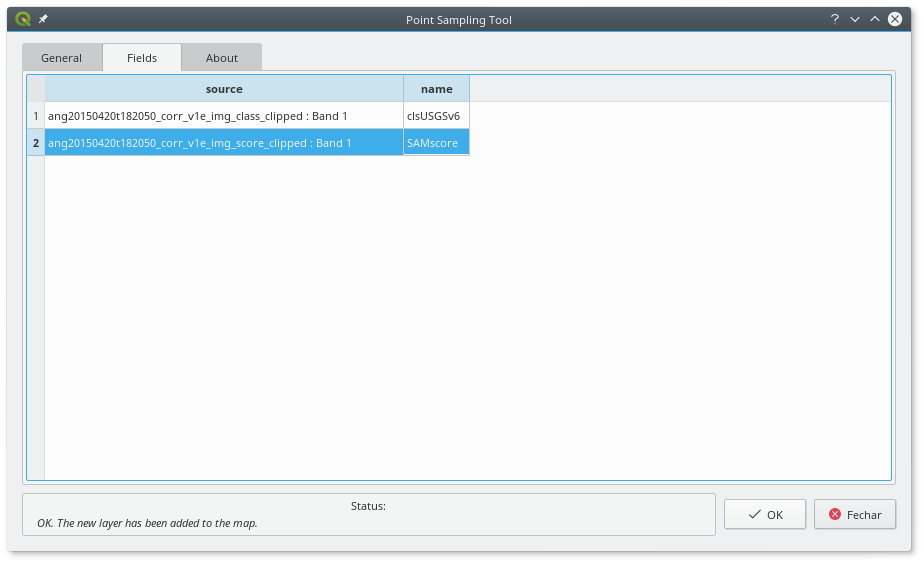 Point Sampling Tool ?
General Fields About
source name
1 ang20150420t182050_corr_v1e_img_class_clipped : Band 1 clsUSGSv6
2 ang20150420t182050_corr_v1e_img_score_clipped : Band 1 SAMscore
Status:
OK. The new layer has been added to the map.
OK Fechar